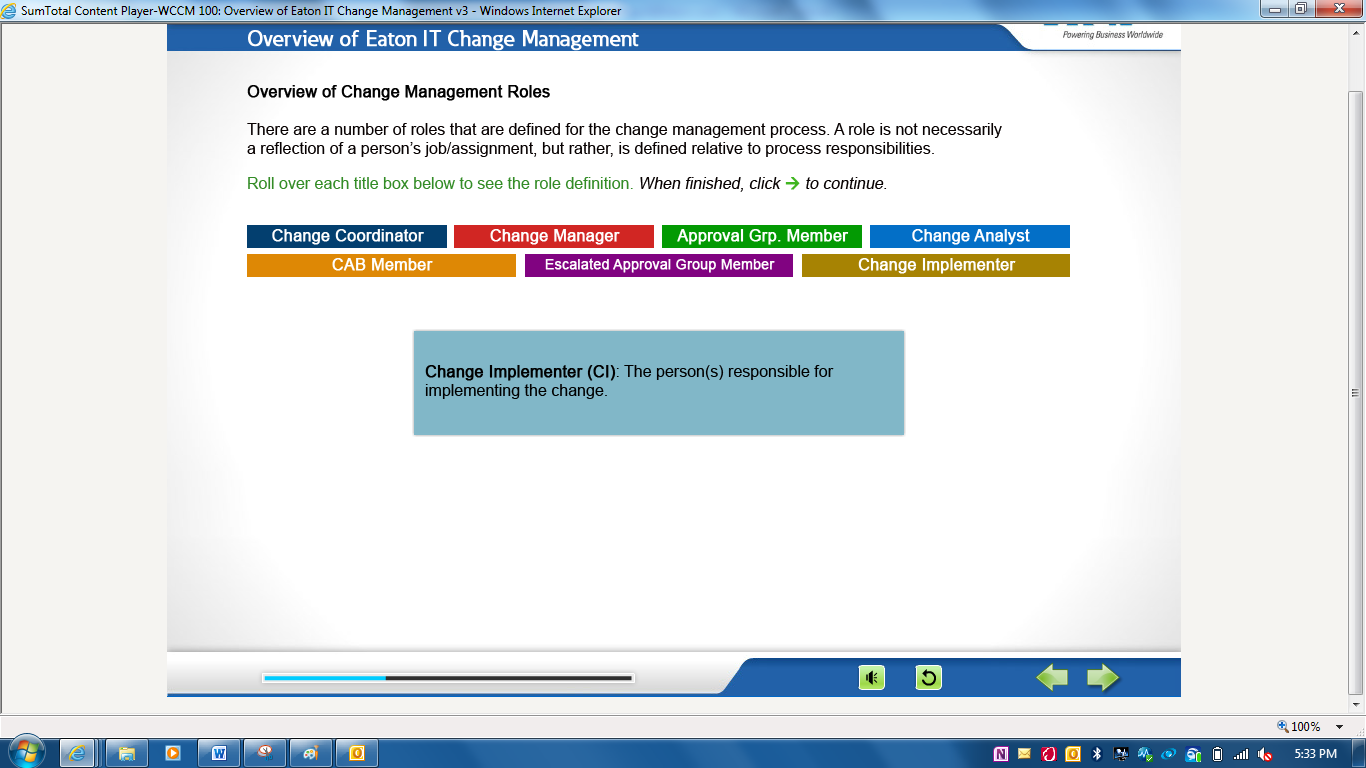 SumTotal Content Player-WCCM 100: Overview of Eaton IT Change Management v3 - Windows Internet Explorer
Overview of Eaton IT Change Management
Powering Business Worldwide
Overview of Change Management Roles
There are a number of roles that are defined for the change management process. A role is not necessarily
a reflection of a person's job/assignment, but rather, is defined relative to process responsibilities.
Roll over each title box below to see the role definition. When finished, click → to continue.
Change Coordinator Change Manager Approval Grp. Member Change Analyst
CAB Member Escalated Approval Group Member Change Implementer
Change Implementer (CI): The person(s) responsible for
implementing the change.
100%
5:33 PM